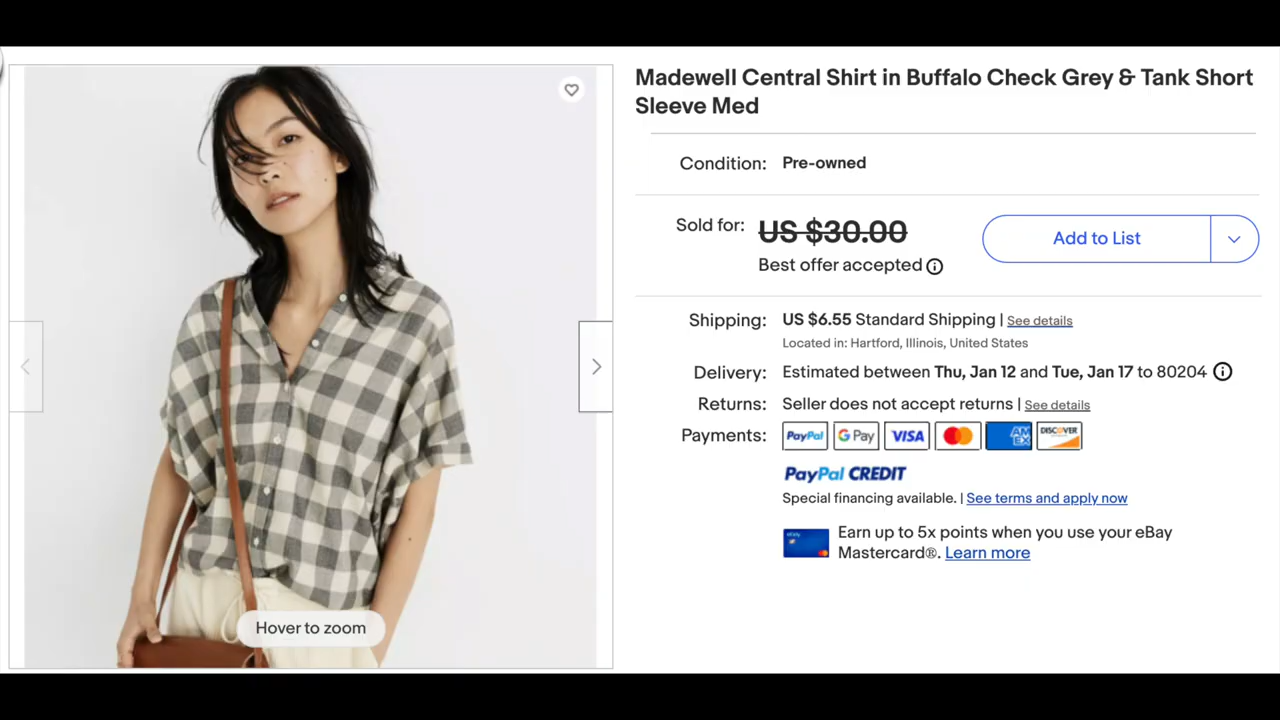 Madewell Central Shirt in Buffalo Check Grey & Tank Short
Sleeve Med
Condition: Pre-owned
Sold for: US $30.00
Best offer accepted
Add to List
Shipping: US $6.55 Standard Shipping | See details
Located in: Hartford, Illinois, United States
Delivery: Estimated between Thu, Jan 12 and Tue, Jan 17 to 80204
Returns: Seller does not accept returns | See details
Payments: PayPal G Pay VISA AM EX DISCOVER
PayPal CREDIT
Special financing available. | See terms and apply now
Earn up to 5x points when you use your eBay
Mastercard®. Learn more
Hover to zoom